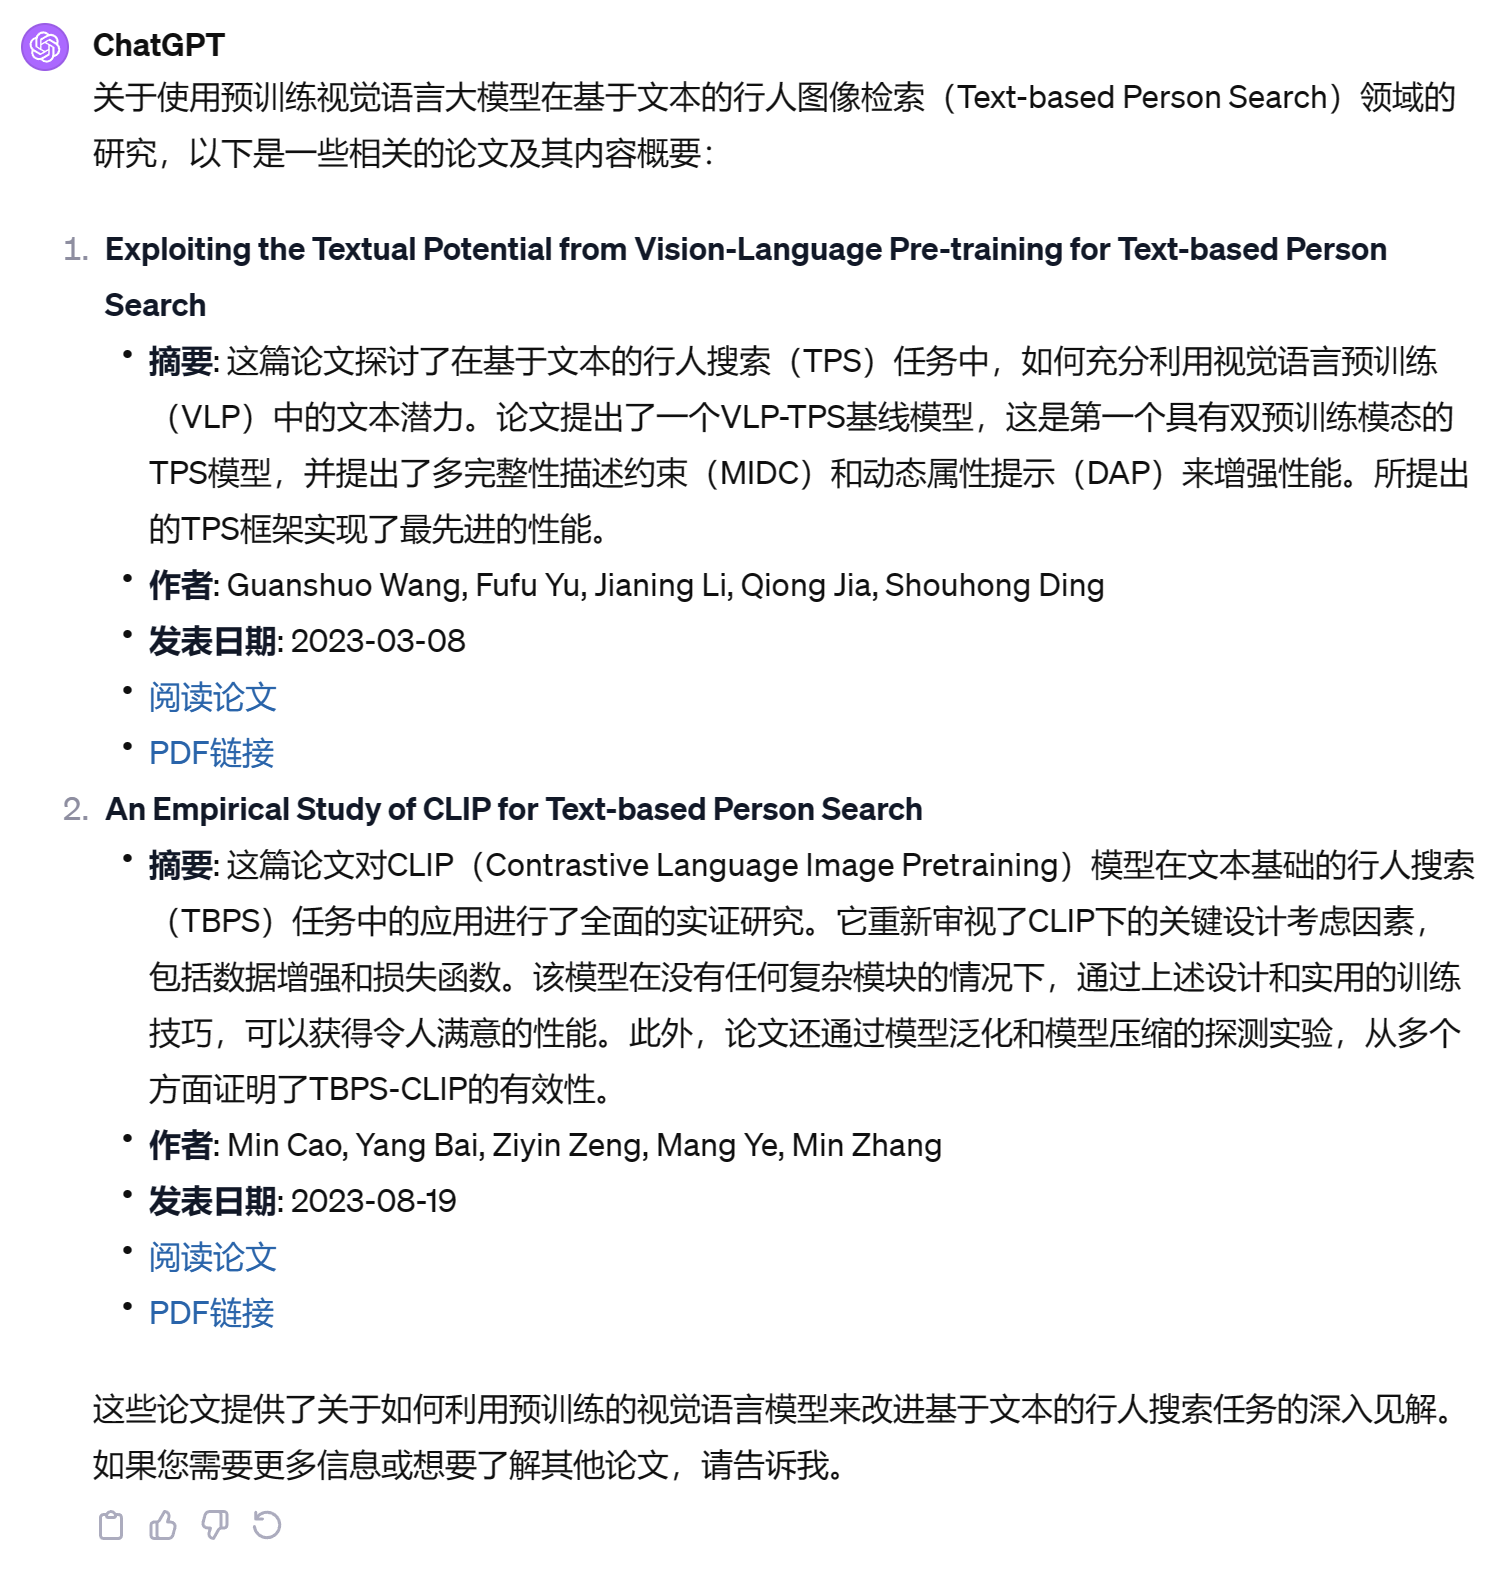 ChatGPT
关于使用预训练视觉语言大模型在基于文本的行人图像检索（Text-based Person Search）领域的
研究，以下是一些相关的论文及其内容概要：
1. Exploiting the Textual Potential from Vision-Language Pre-training for Text-based Person
Search
• 摘要: 这篇论文探讨了在基于文本的行人搜索（TPS）任务中，如何充分利用视觉语言预训练
（VLP）中的文本潜力。论文提出了一个VLP-TPS基线模型，这是第一个具有双预训练模态的
TPS模型，并提出了多完整性描述约束（MIDC）和动态属性提示（DAP）来增强性能。所提出
的TPS框架实现了最先进的性能。
• 作者: Guanshuo Wang, Fufu Yu, Jianing Li, Qiong Jia, Shouhong Ding
• 发表日期: 2023-03-08
• 阅读论文
• PDF链接
2. An Empirical Study of CLIP for Text-based Person Search
• 摘要: 这篇论文对CLIP（Contrastive Language Image Pretraining）模型在文本基础的行人搜索
（TBPS）任务中的应用进行了全面的实证研究。它重新审视了CLIP下的关键设计考虑因素，
包括数据增强和损失函数。该模型在没有任何复杂模块的情况下，通过上述设计和实用的训练
技巧，可以获得令人满意的性能。此外，论文还通过模型泛化和模型压缩的探测实验，从多个
方面证明了TBPS-CLIP的有效性。
• 作者: Min Cao, Yang Bai, Ziyin Zeng, Mang Ye, Min Zhang
• 发表日期: 2023-08-19
• 阅读论文
• PDF链接
这些论文提供了关于如何利用预训练的视觉语言模型来改进基于文本的行人搜索任务的深入见解。
如果您需要更多信息或想要了解其他论文，请告诉我。